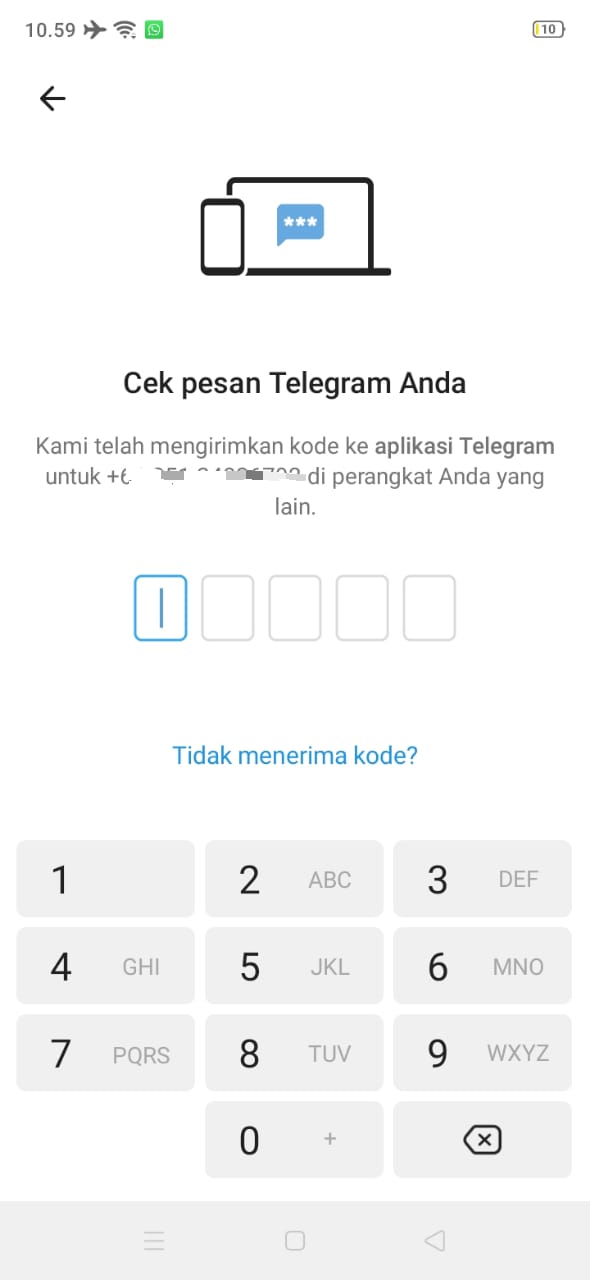 10.59
10
***
Cek pesan Telegram Anda
Kami telah mengirimkan kode ke aplikasi Telegram
untuk di perangkat Anda yang
lain.
Tidak menerima kode?
1
2 ABC
3 DEF
4 GHI
5 JKL
6 MNO
7 PQRS
8 TUV
9 WXYZ
0 +